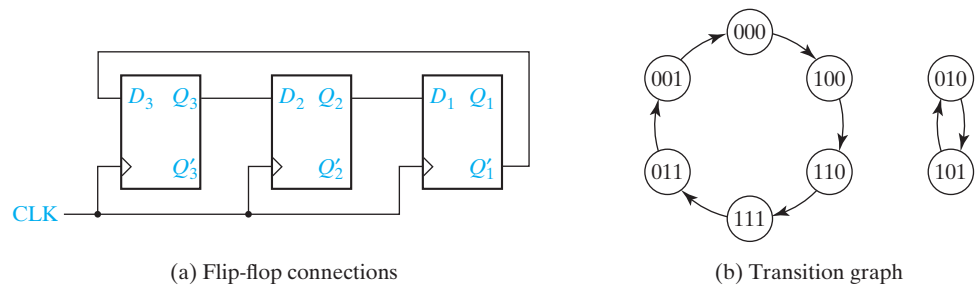 D₃ Q₃
Q₃′
D₂ Q₂
Q₂′
D₁ Q₁
Q₁′
CLK
(a) Flip-flop connections
000
100
110
111
011
001
010
101
(b) Transition graph